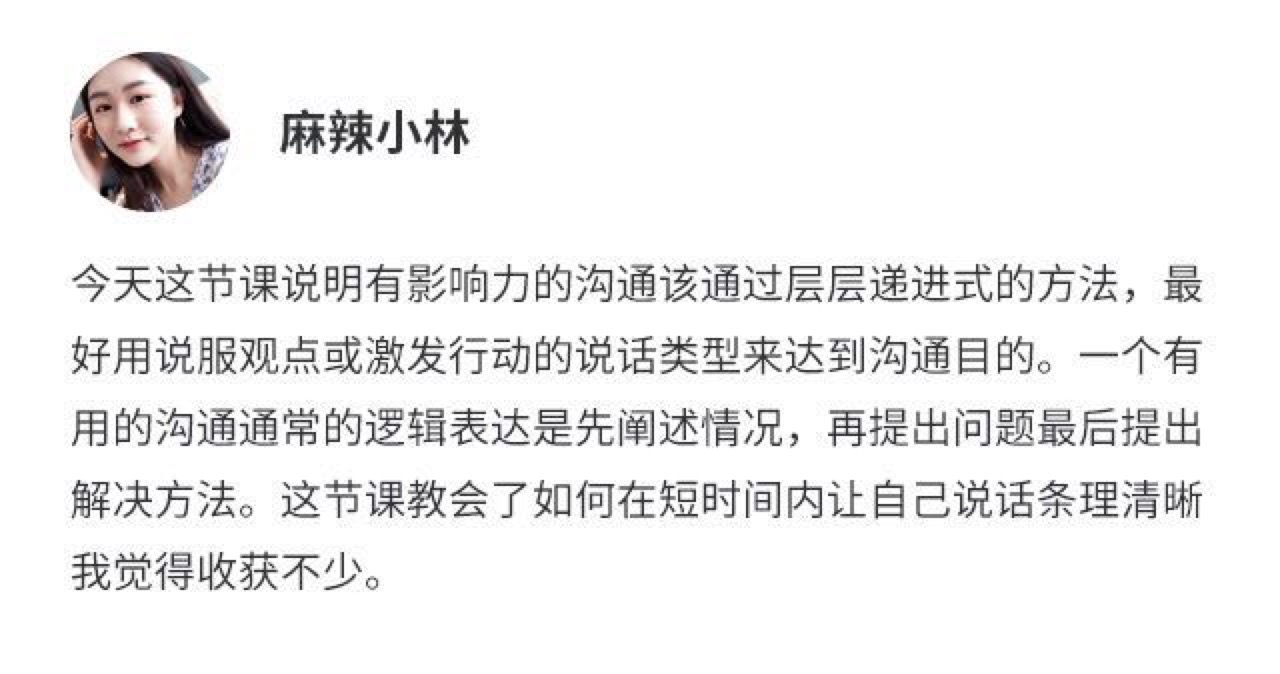 麻辣小林
今天这节课说明有影响力的沟通该通过层层递进式的方法，最
好用说服观点或激发行动的说话类型来达到沟通目的。一个有
用的沟通通常的逻辑表达是先阐述情况，再提出问题最后提出
解决方法。这节课教会了如何在短时间内让自己说话条理清晰
我觉得收获不少。